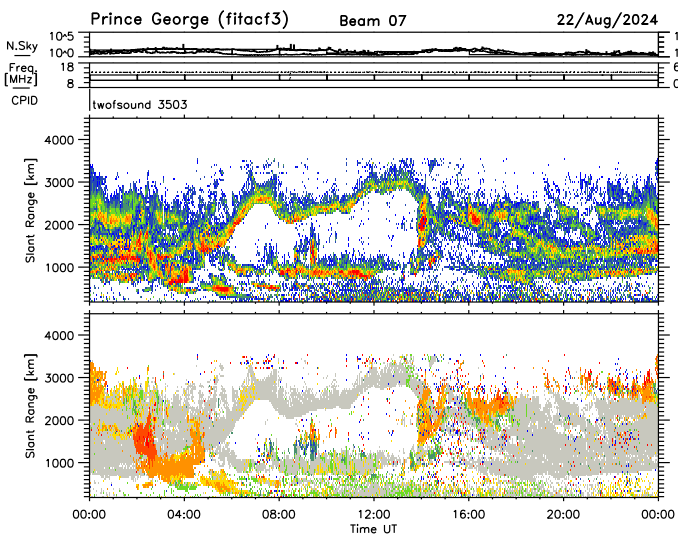 Prince George (fitacf3) Beam 07 22/Aug/2024
N.Sky 10^5 10^0
Freq. [MHz] 18 8
CPID twofsound 3503
Slant Range [km] 4000 3000 2000 1000
Slant Range [km] 4000 3000 2000 1000
00:00 04:00 08:00 12:00 16:00 20:00 00:00
Time UT